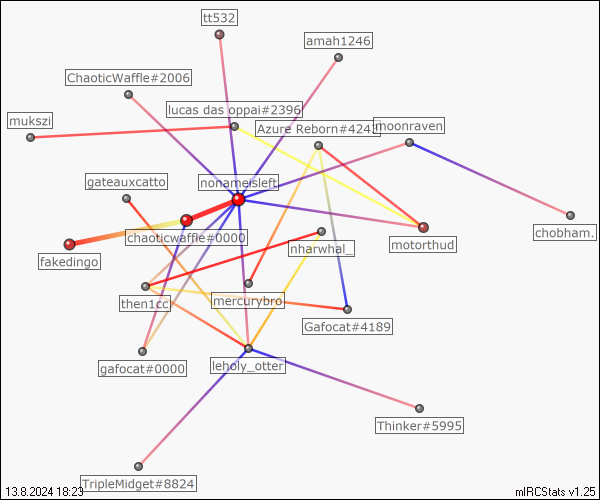 tt532
amah1246
ChaoticWaffle#2006
lucas das oppai#2396
mukszi
Azure Reborn#4241
moonraven
gateauxcatto
nonameisleft
chaoticwaffle#0000
nharwhal_
motorthud
chobham.
fakedingo
then1cc
mercurybro
Gafocat#4189
gafocat#0000
leholy_otter
Thinker#5995
TripleMidget#8824
13.8.2024 18:23
mIRCStats v1.25